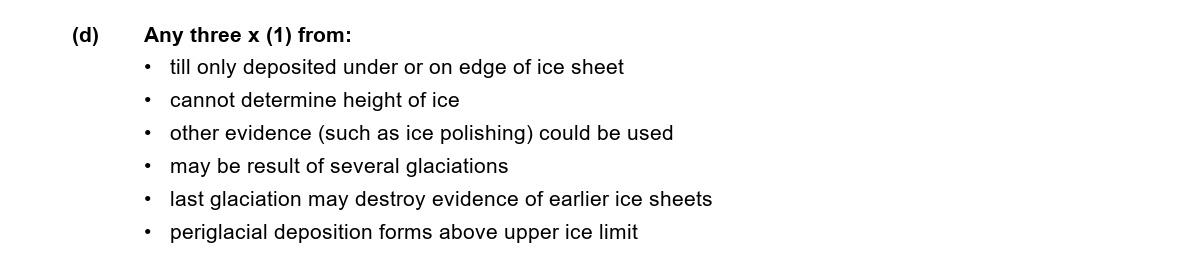 (d) Any three x (1) from:
• till only deposited under or on edge of ice sheet
• cannot determine height of ice
• other evidence (such as ice polishing) could be used
• may be result of several glaciations
• last glaciation may destroy evidence of earlier ice sheets
• periglacial deposition forms above upper ice limit